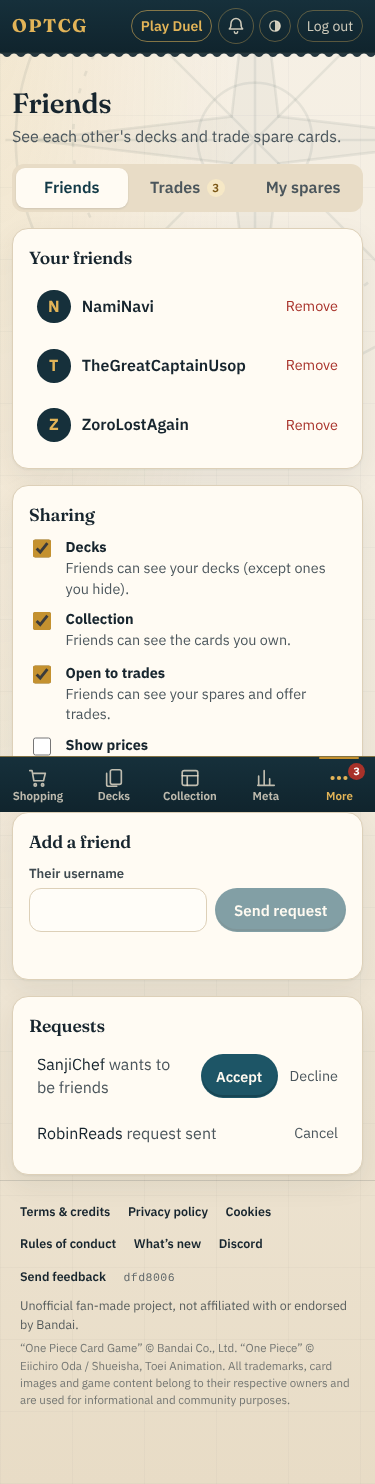 OPTCG
Play Duel
Log out
Friends
See each other's decks and trade spare cards.
Friends
Trades 3
My spares
Your friends
N NamiNavi Remove
T TheGreatCaptainUsop Remove
Z ZoroLostAgain Remove
Sharing
Decks
Friends can see your decks (except ones
you hide).
Collection
Friends can see the cards you own.
Open to trades
Friends can see your spares and offer
trades.
Show prices
Shopping
Decks
Collection
Meta
More
3
Add a friend
Their username
Send request
Requests
SanjiChef wants to
be friends
Accept
Decline
RobinReads request sent
Cancel
Terms & credits Privacy policy Cookies
Rules of conduct What's new Discord
Send feedback dfd8006
Unofficial fan-made project, not affiliated with or endorsed
by Bandai.
“One Piece Card Game” © Bandai Co., Ltd. “One Piece” ©
Eiichiro Oda / Shueisha, Toei Animation. All trademarks, card
images and game content belong to their respective owners and
are used for informational and community purposes.